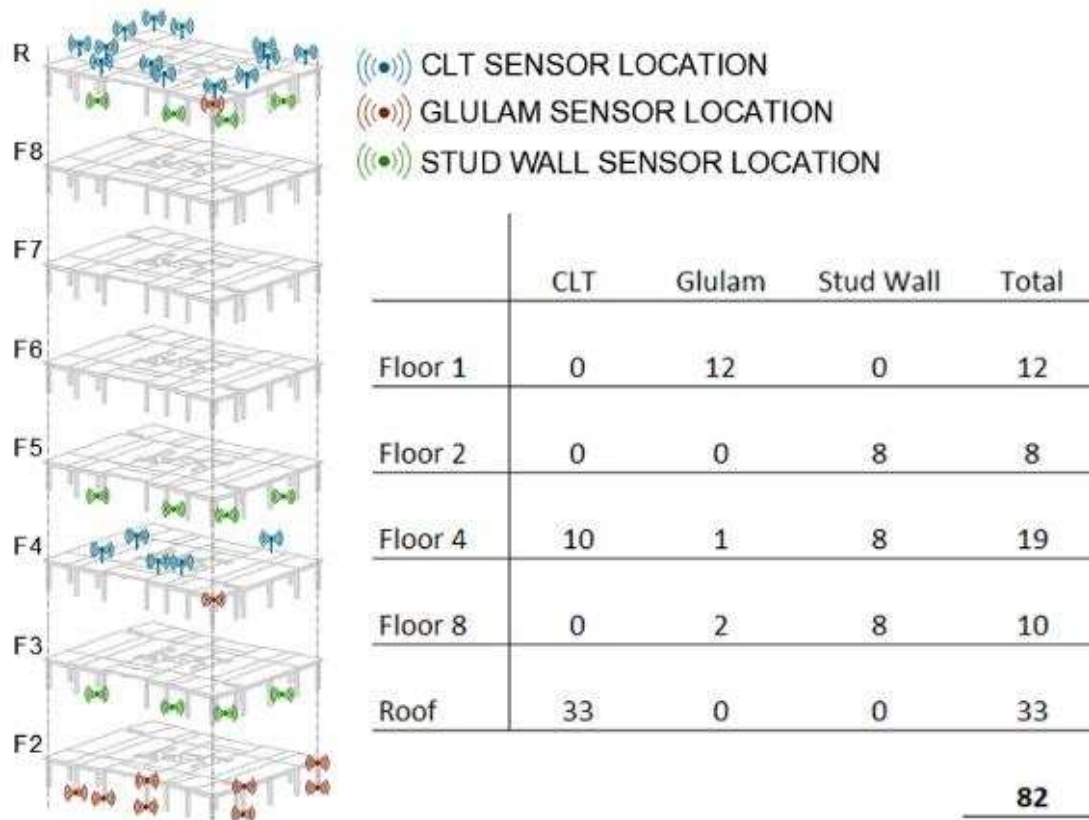 R
F8
F7
F6
F5
F4
F3
F2
CLT SENSOR LOCATION
GLULAM SENSOR LOCATION
STUD WALL SENSOR LOCATION
CLT Glulam Stud Wall Total
Floor 1 0 12 0 12
Floor 2 0 0 8 8
Floor 4 10 1 8 19
Floor 8 0 2 8 10
Roof 33 0 0 33
82